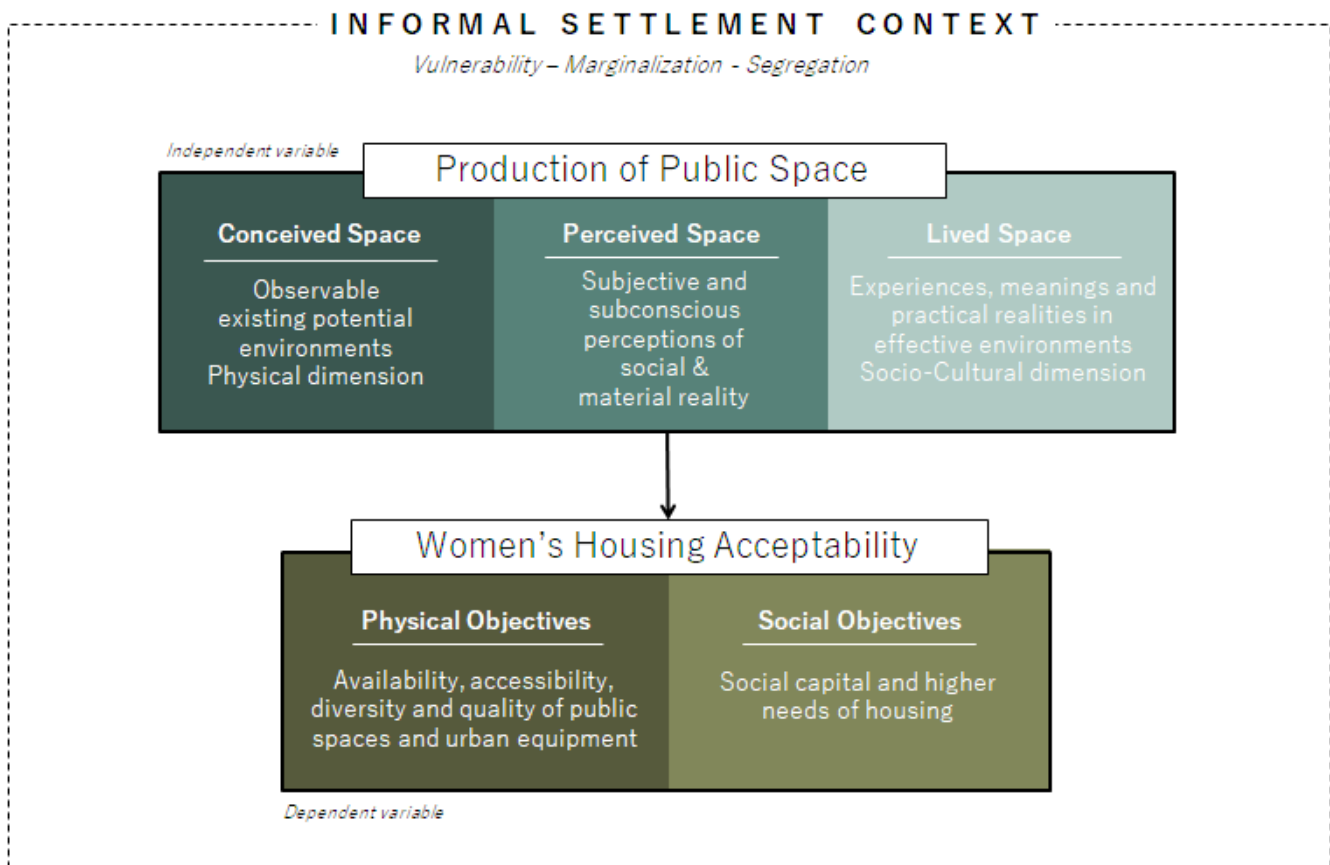 INFORMAL SETTLEMENT CONTEXT
Vulnerability – Marginalization - Segregation
Independent variable
Production of Public Space
Conceived Space
Observable
existing potential
environments
Physical dimension
Perceived Space
Subjective and
subconscious
perceptions of
social &
material reality
Lived Space
Experiences, meanings and
practical realities in
effective environments
Socio-Cultural dimension
Women's Housing Acceptability
Physical Objectives
Availability, accessibility,
diversity and quality of public
spaces and urban equipment
Social Objectives
Social capital and higher
needs of housing
Dependent variable